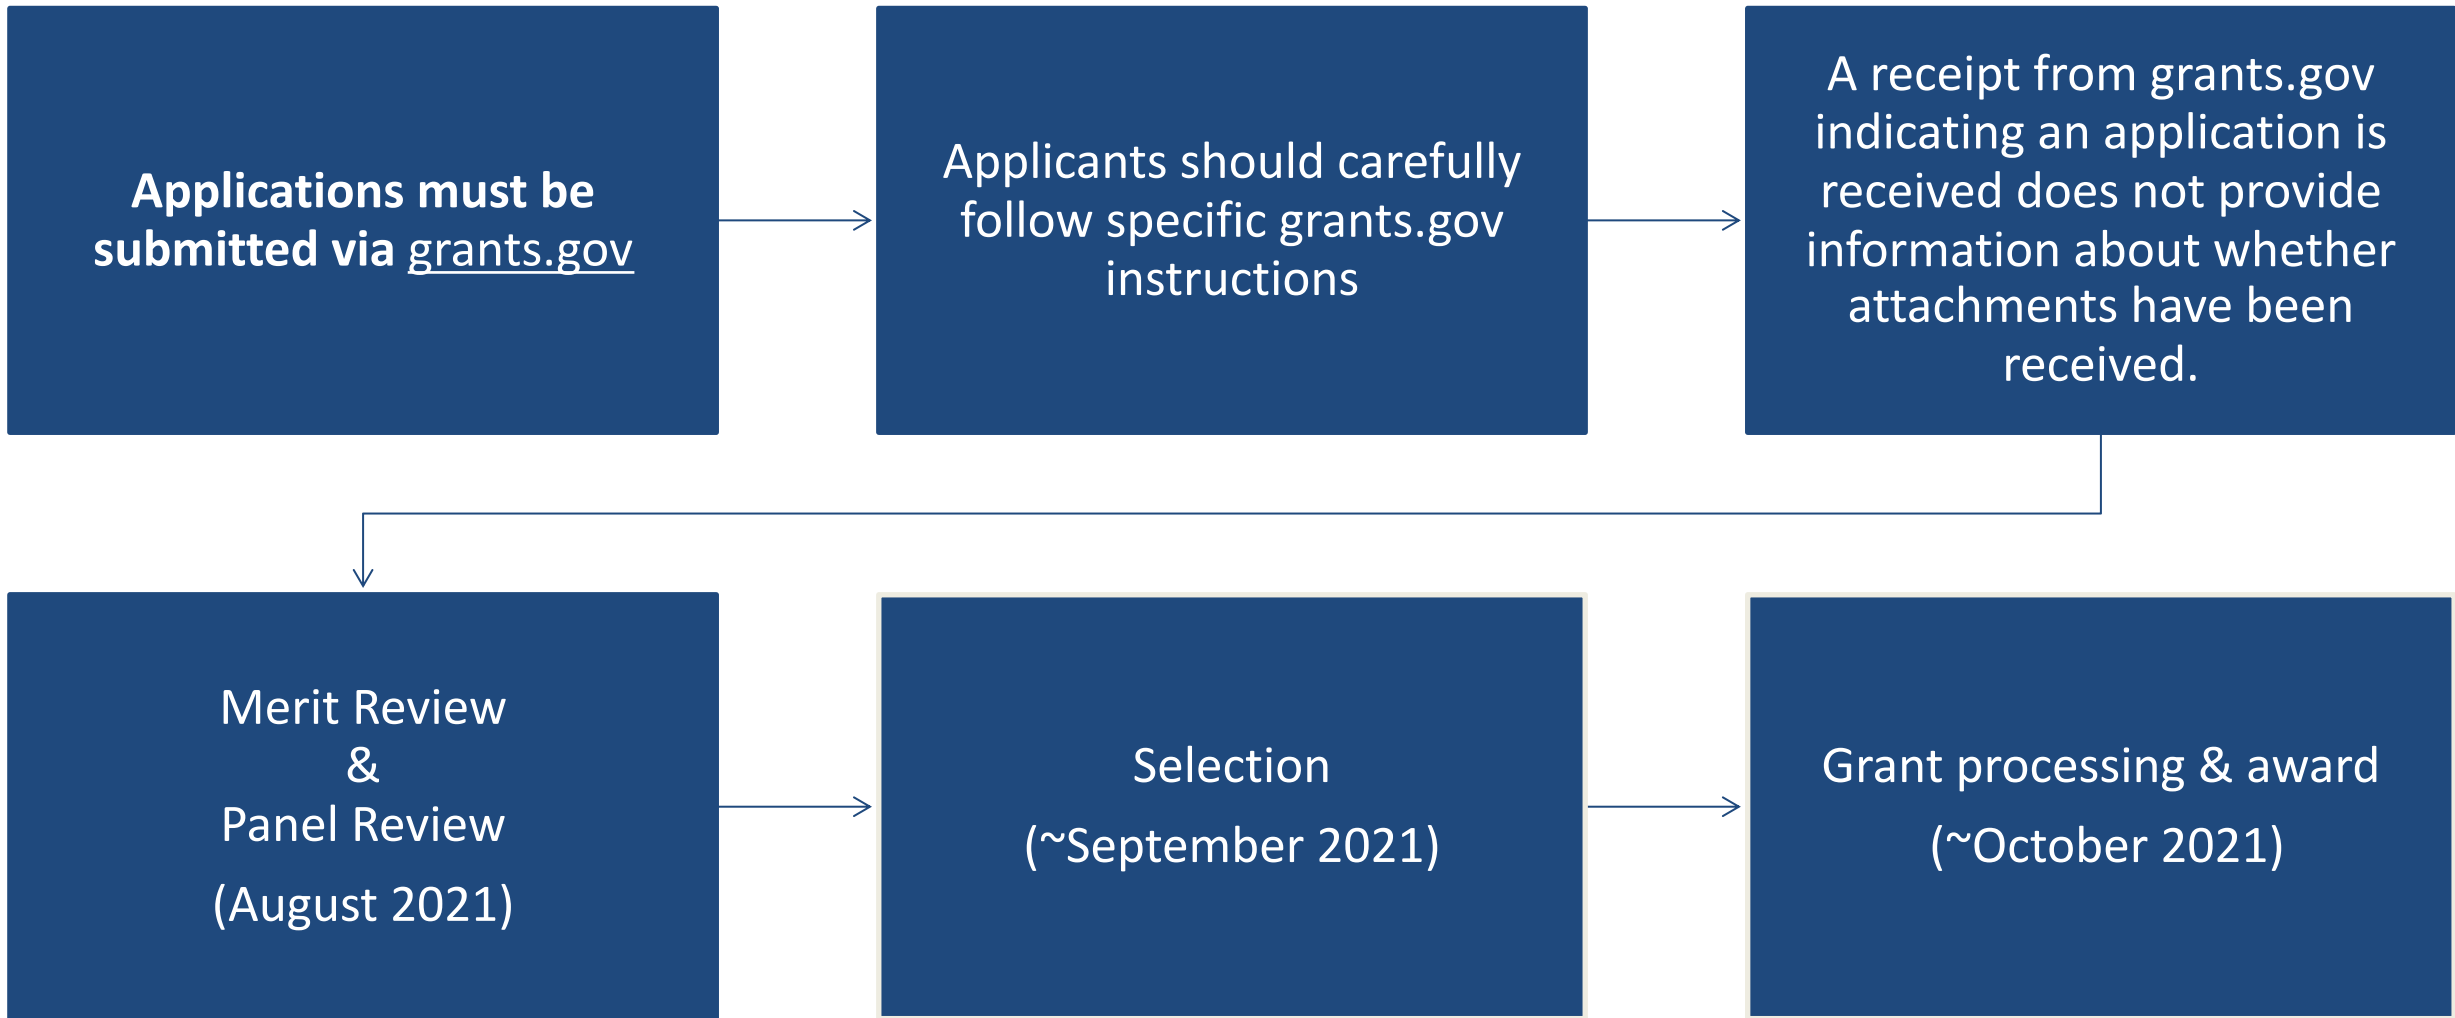 Applications must be
submitted via grants.gov
Applicants should carefully
follow specific grants.gov
instructions
A receipt from grants.gov
indicating an application is
received does not provide
information about whether
attachments have been
received.
Merit Review
&
Panel Review
(August 2021)
Selection
(~September 2021)
Grant processing & award
(~October 2021)